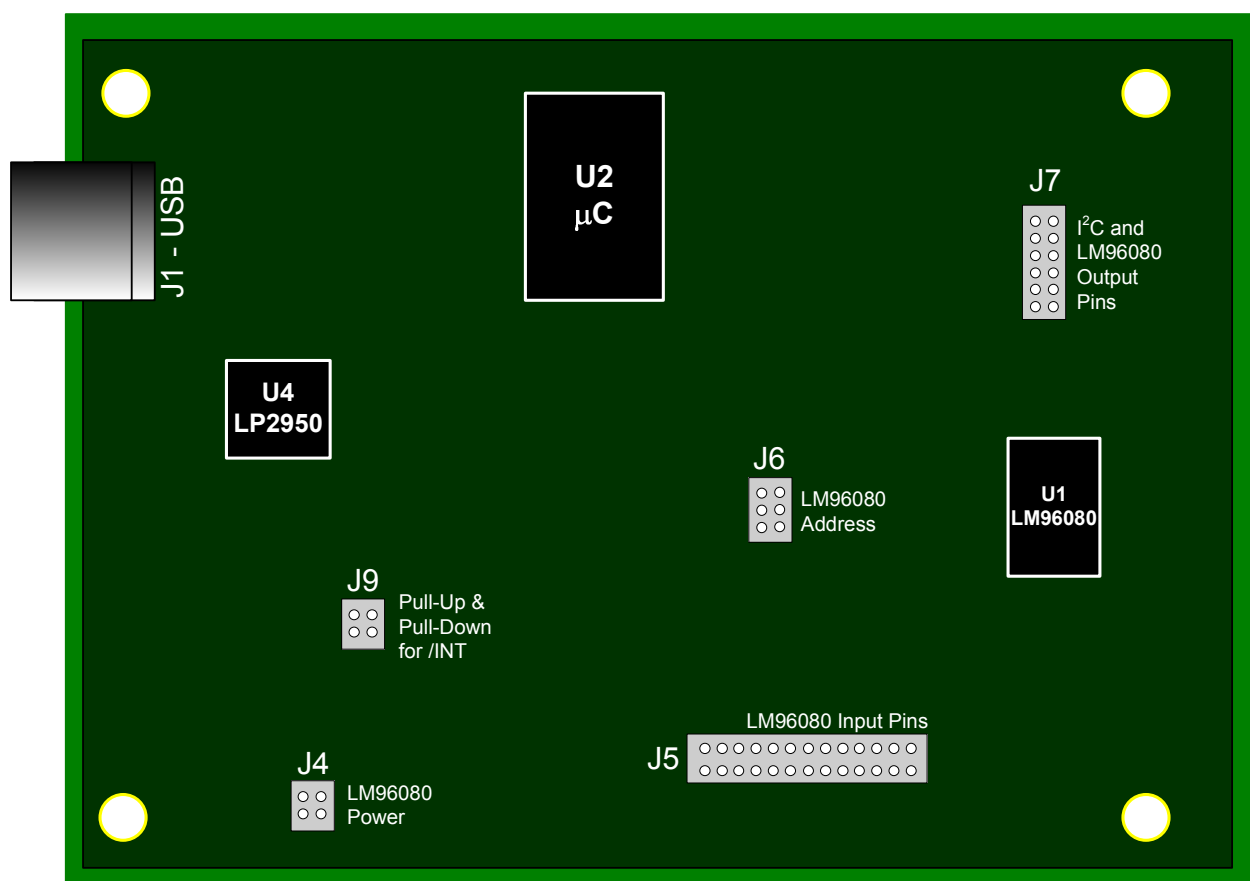 U2
μC
J1 - USB
J7
I²C and
LM96080
Output
Pins
U4
LP2950
J6
LM96080
Address
U1
LM96080
J9
Pull-Up &
Pull-Down
for /INT
LM96080 Input Pins
J5
J4
LM96080
Power